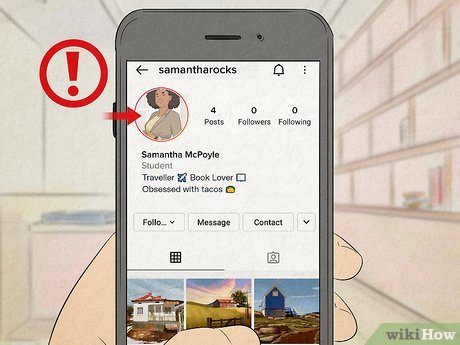 samantharocks
4 0 0
Posts Followers Following
Samantha McPoyle
Student
Traveller ✈️ Book Lover 📖
Obsessed with tacos 🌮
Follo... Message Contact
wikiHow